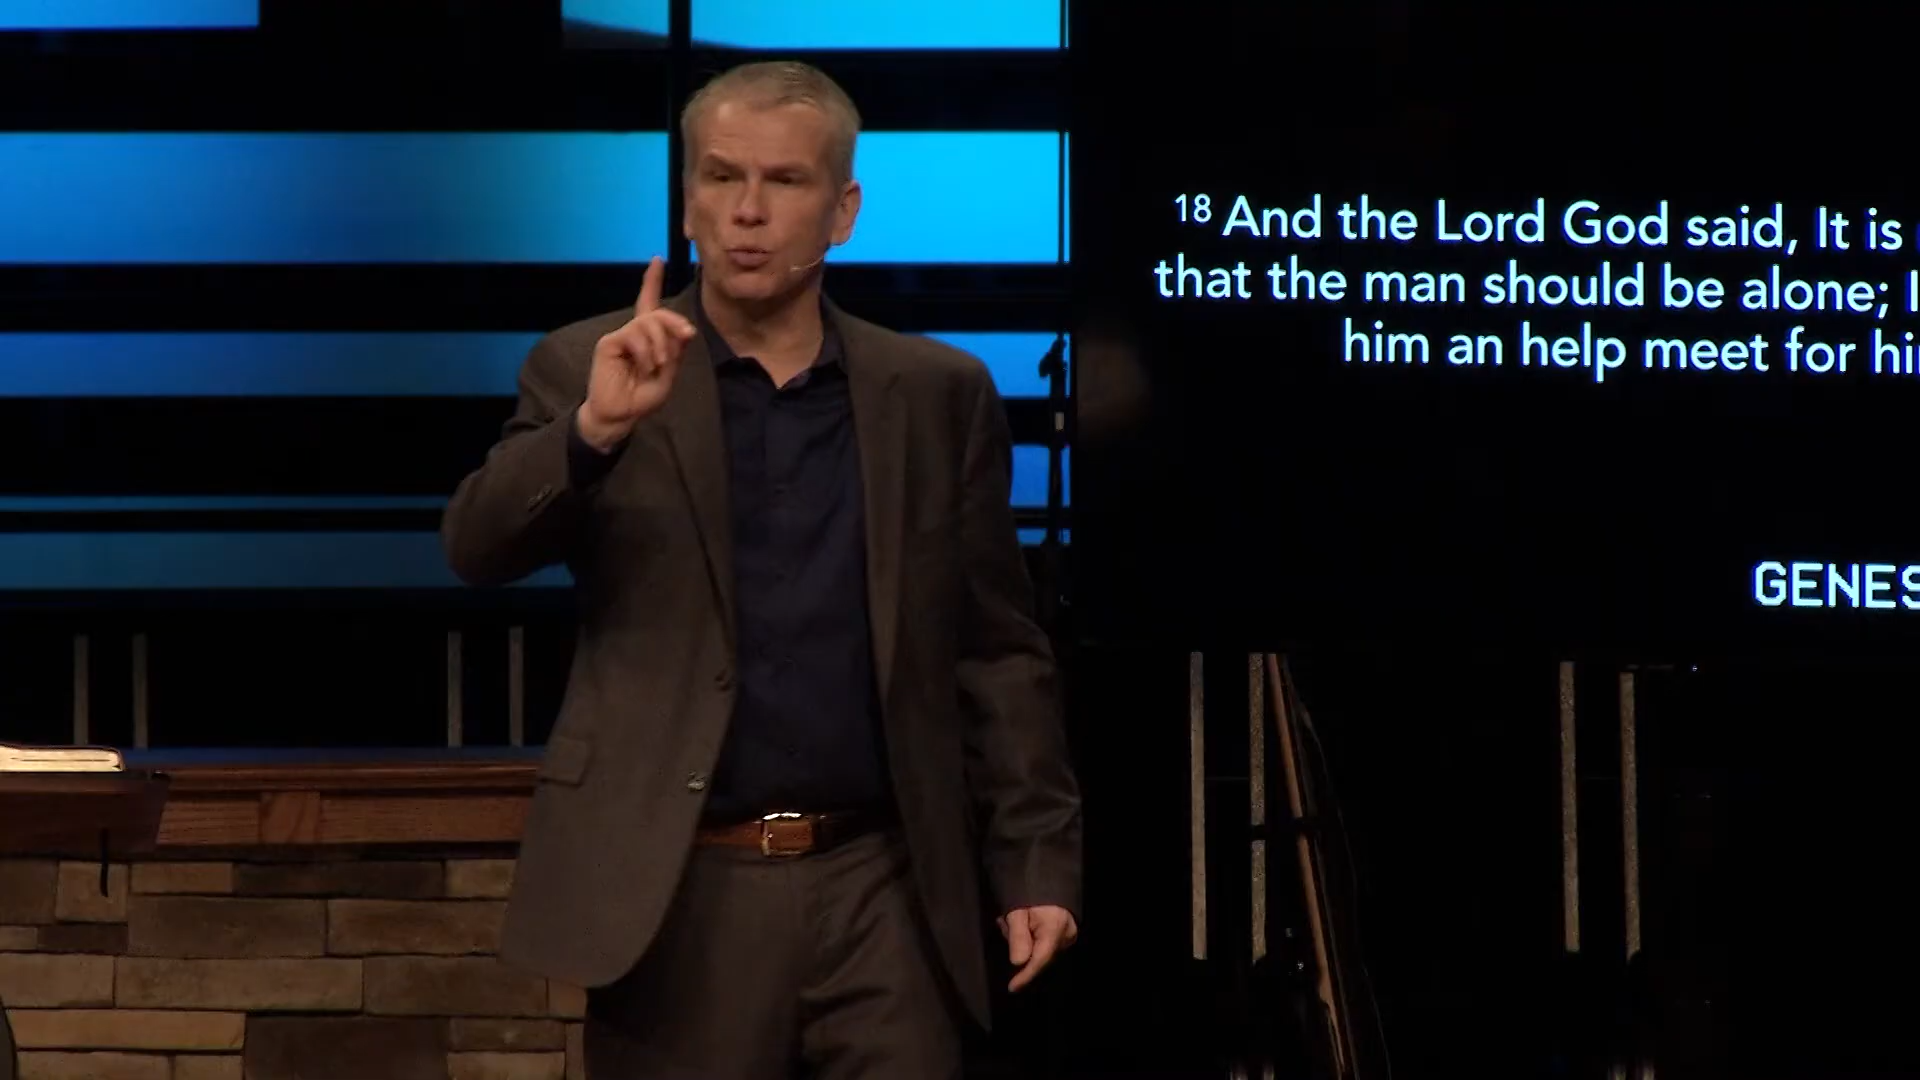 18 And the Lord God said, It is
that the man should be alone; I
him an help meet for
GENES